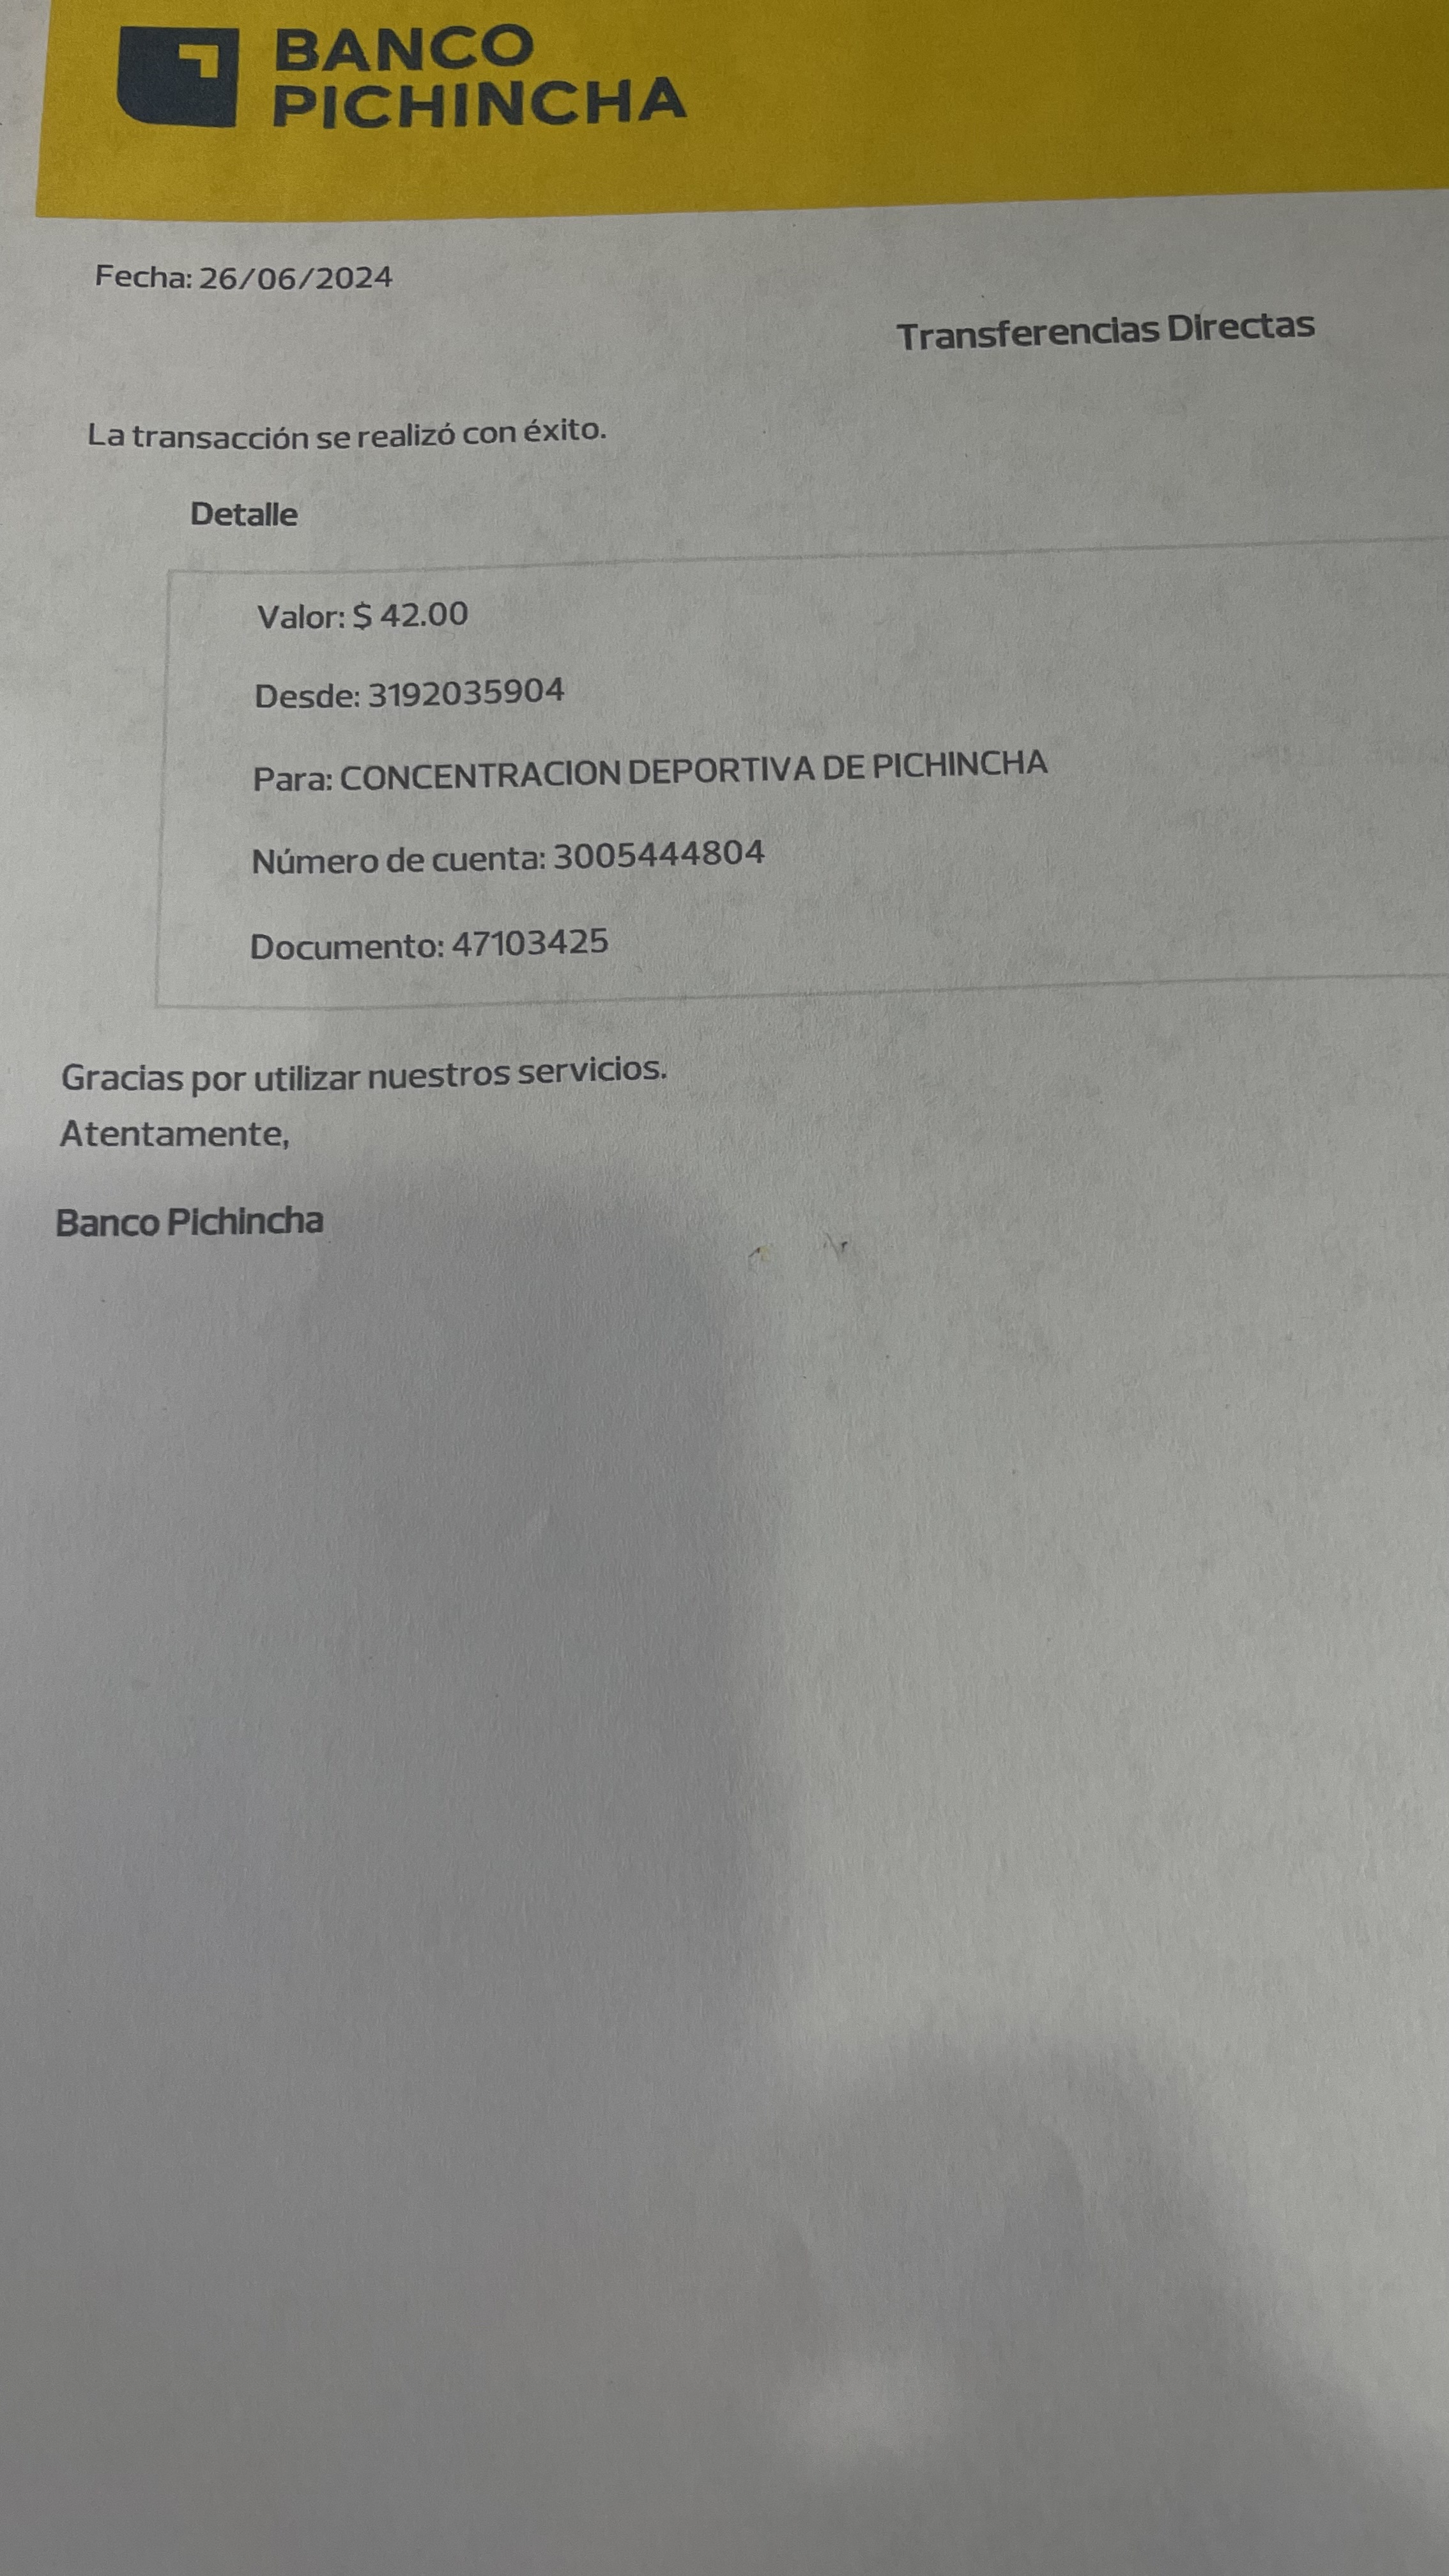 BANCO
PICHINCHA
Fecha: 26/06/2024
Transferencias Directas
La transacción se realizó con éxito.
Detalle
Valor: $ 42.00
Desde: 3192035904
Para: CONCENTRACION DEPORTIVA DE PICHINCHA
Número de cuenta: 3005444804
Documento: 47103425
Gracias por utilizar nuestros servicios.
Atentamente,
Banco Pichincha